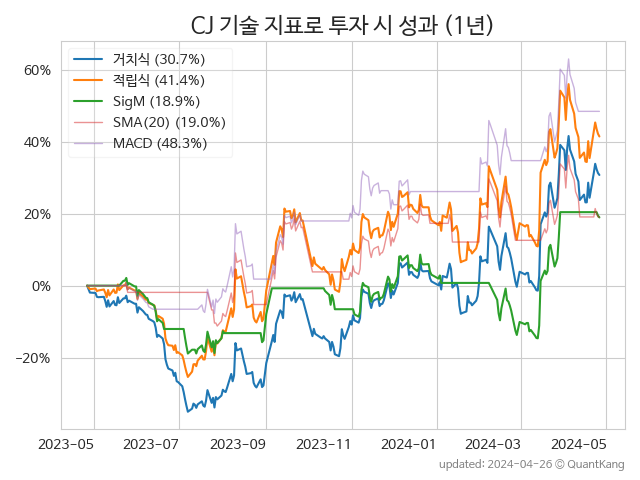 CJ 기술 지표로 투자 시 성과 (1년)
거치식 (30.7%)
적립식 (41.4%)
SigM (18.9%)
SMA(20) (19.0%)
MACD (48.3%)
60%
40%
20%
0%
−20%
2023-05 2023-07 2023-09 2023-11 2024-01 2024-03 2024-05
updated: 2024-04-26 © QuantKang